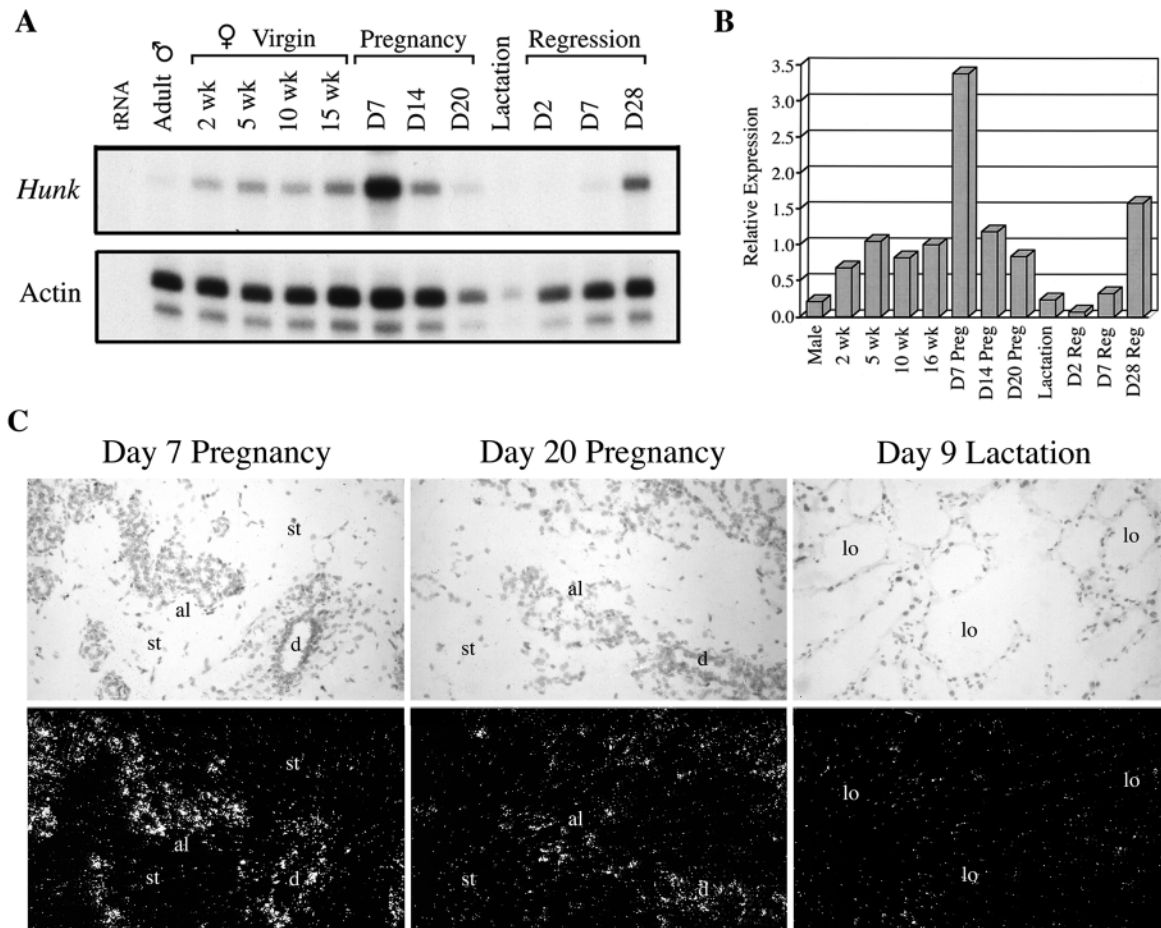 A
♂ ♀ Virgin Pregnancy Regression
tRNA Adult 2 wk 5 wk 10 wk 15 wk D7 D14 D20 Lactation D2 D7 D28
Hunk
Actin
B
Relative Expression
3.5
3.0
2.5
2.0
1.5
1.0
0.5
0.0
Male 2 wk 5 wk 10 wk 16 wk D7 Preg D14 Preg D20 Preg Lactation D2 Reg D7 Reg D28 Reg
C
Day 7 Pregnancy Day 20 Pregnancy Day 9 Lactation
st
al
st
d
al
st
d
lo
lo
lo
st
al
st
d
al
st
d
lo
lo
lo